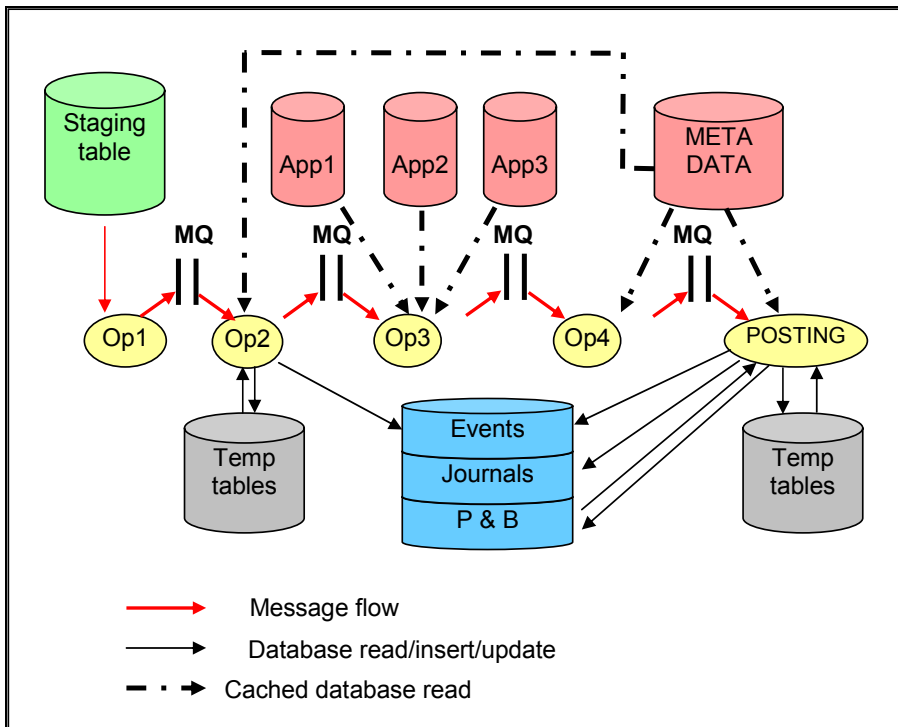 Staging
table
App1
App2
App3
META
DATA
MQ
MQ
MQ
MQ
Op1
Op2
Op3
Op4
POSTING
Temp
tables
Events
Journals
P & B
Temp
tables
Message flow
Database read/insert/update
Cached database read